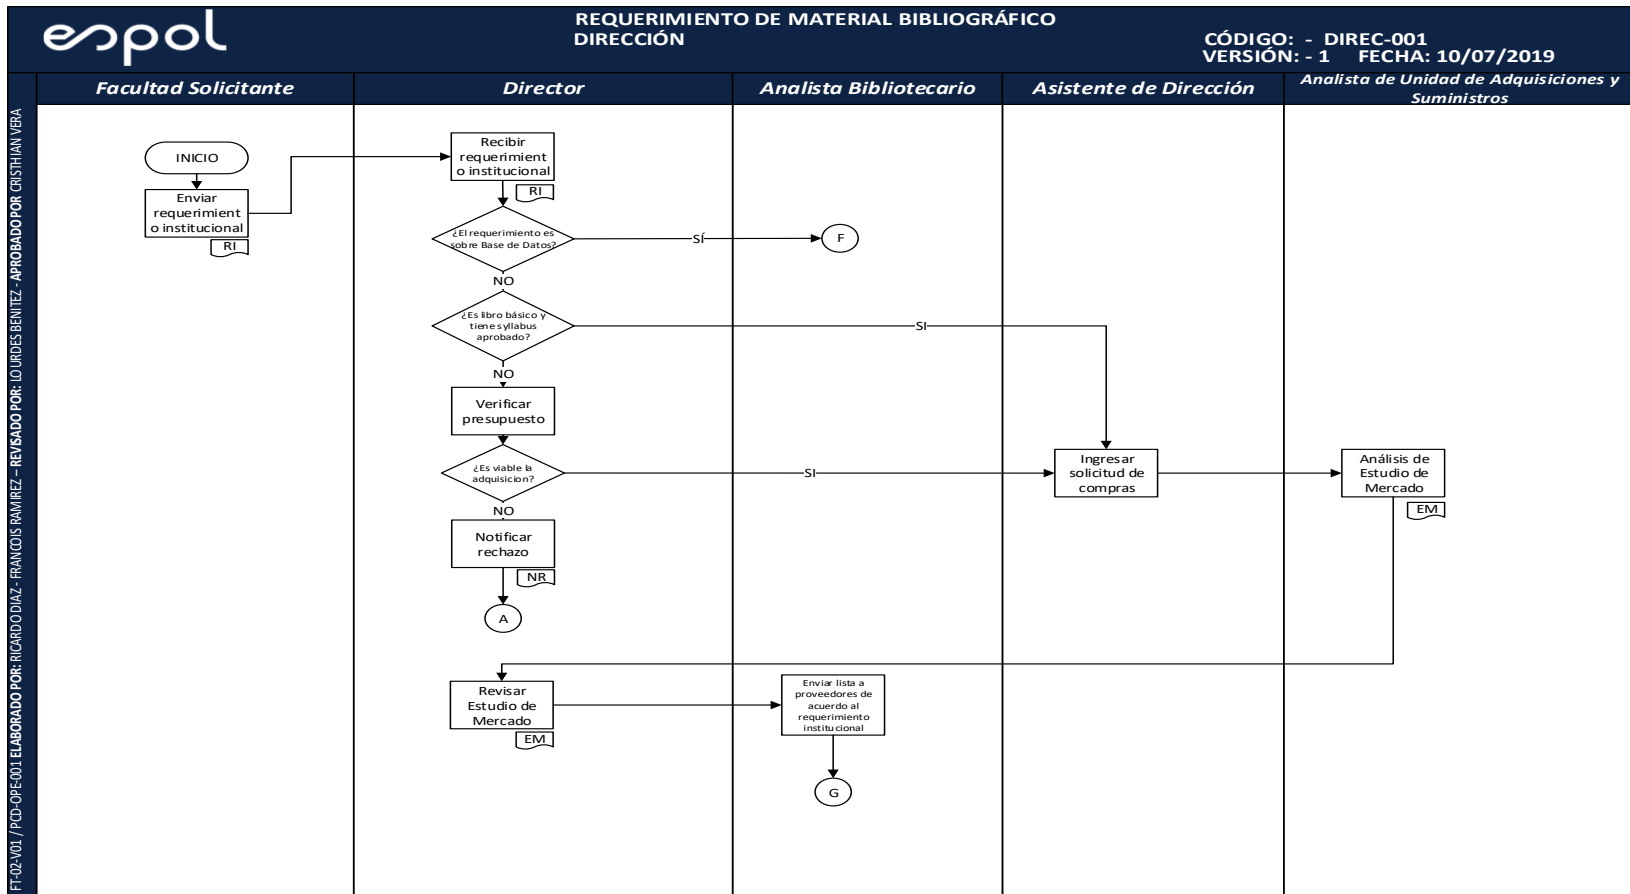 espol
REQUERIMIENTO DE MATERIAL BIBLIOGRÁFICO
DIRECCIÓN
CÓDIGO: - DIREC-001
VERSIÓN: - 1 FECHA: 10/07/2019
FT-02-V01 / PCD-OPE-001 ELABORADO POR: RICARDO DIAZ - FRANCOIS RAMIREZ – REVISADO POR: LOURDES BENITEZ - APROBADO POR CRISTHIAN VERA
Facultad Solicitante
Director
Analista Bibliotecario
Asistente de Dirección
Analista de Unidad de Adquisiciones y
Suministros
INICIO
Enviar
requerimient
o institucional
RI
Recibir
requerimient
o institucional
RI
¿El requerimiento es
sobre Base de Datos?
SÍ
F
NO
¿Es libro básico y
tiene syllabus
aprobado?
SI
NO
Verificar
presupuesto
¿Es viable la
adquisicion?
SI
Ingresar
solicitud de
compras
Análisis de
Estudio de
Mercado
EM
NO
Notificar
rechazo
NR
A
Revisar
Estudio de
Mercado
EM
Enviar lista a
proveedores de
acuerdo al
requerimiento
institucional
G